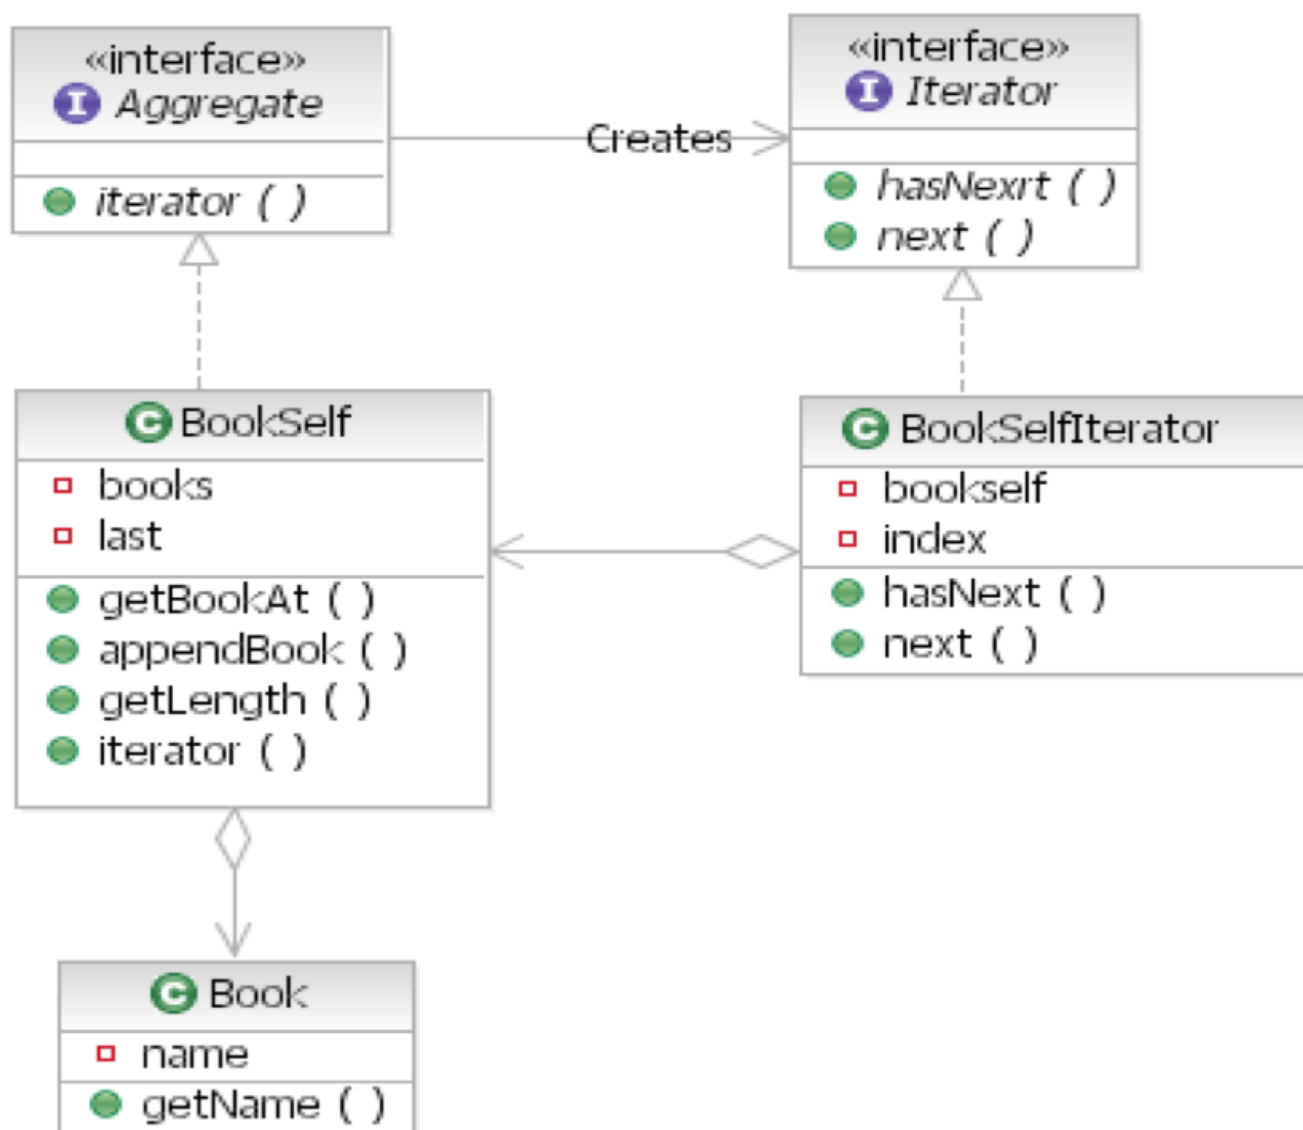 «interface»
Aggregate
iterator ( )
Creates
«interface»
Iterator
hasNexrt ( )
next ( )
BookSelf
books
last
getBookAt ( )
appendBook ( )
getLength ( )
iterator ( )
BookSelfIterator
bookself
index
hasNext ( )
next ( )
Book
name
getName ( )